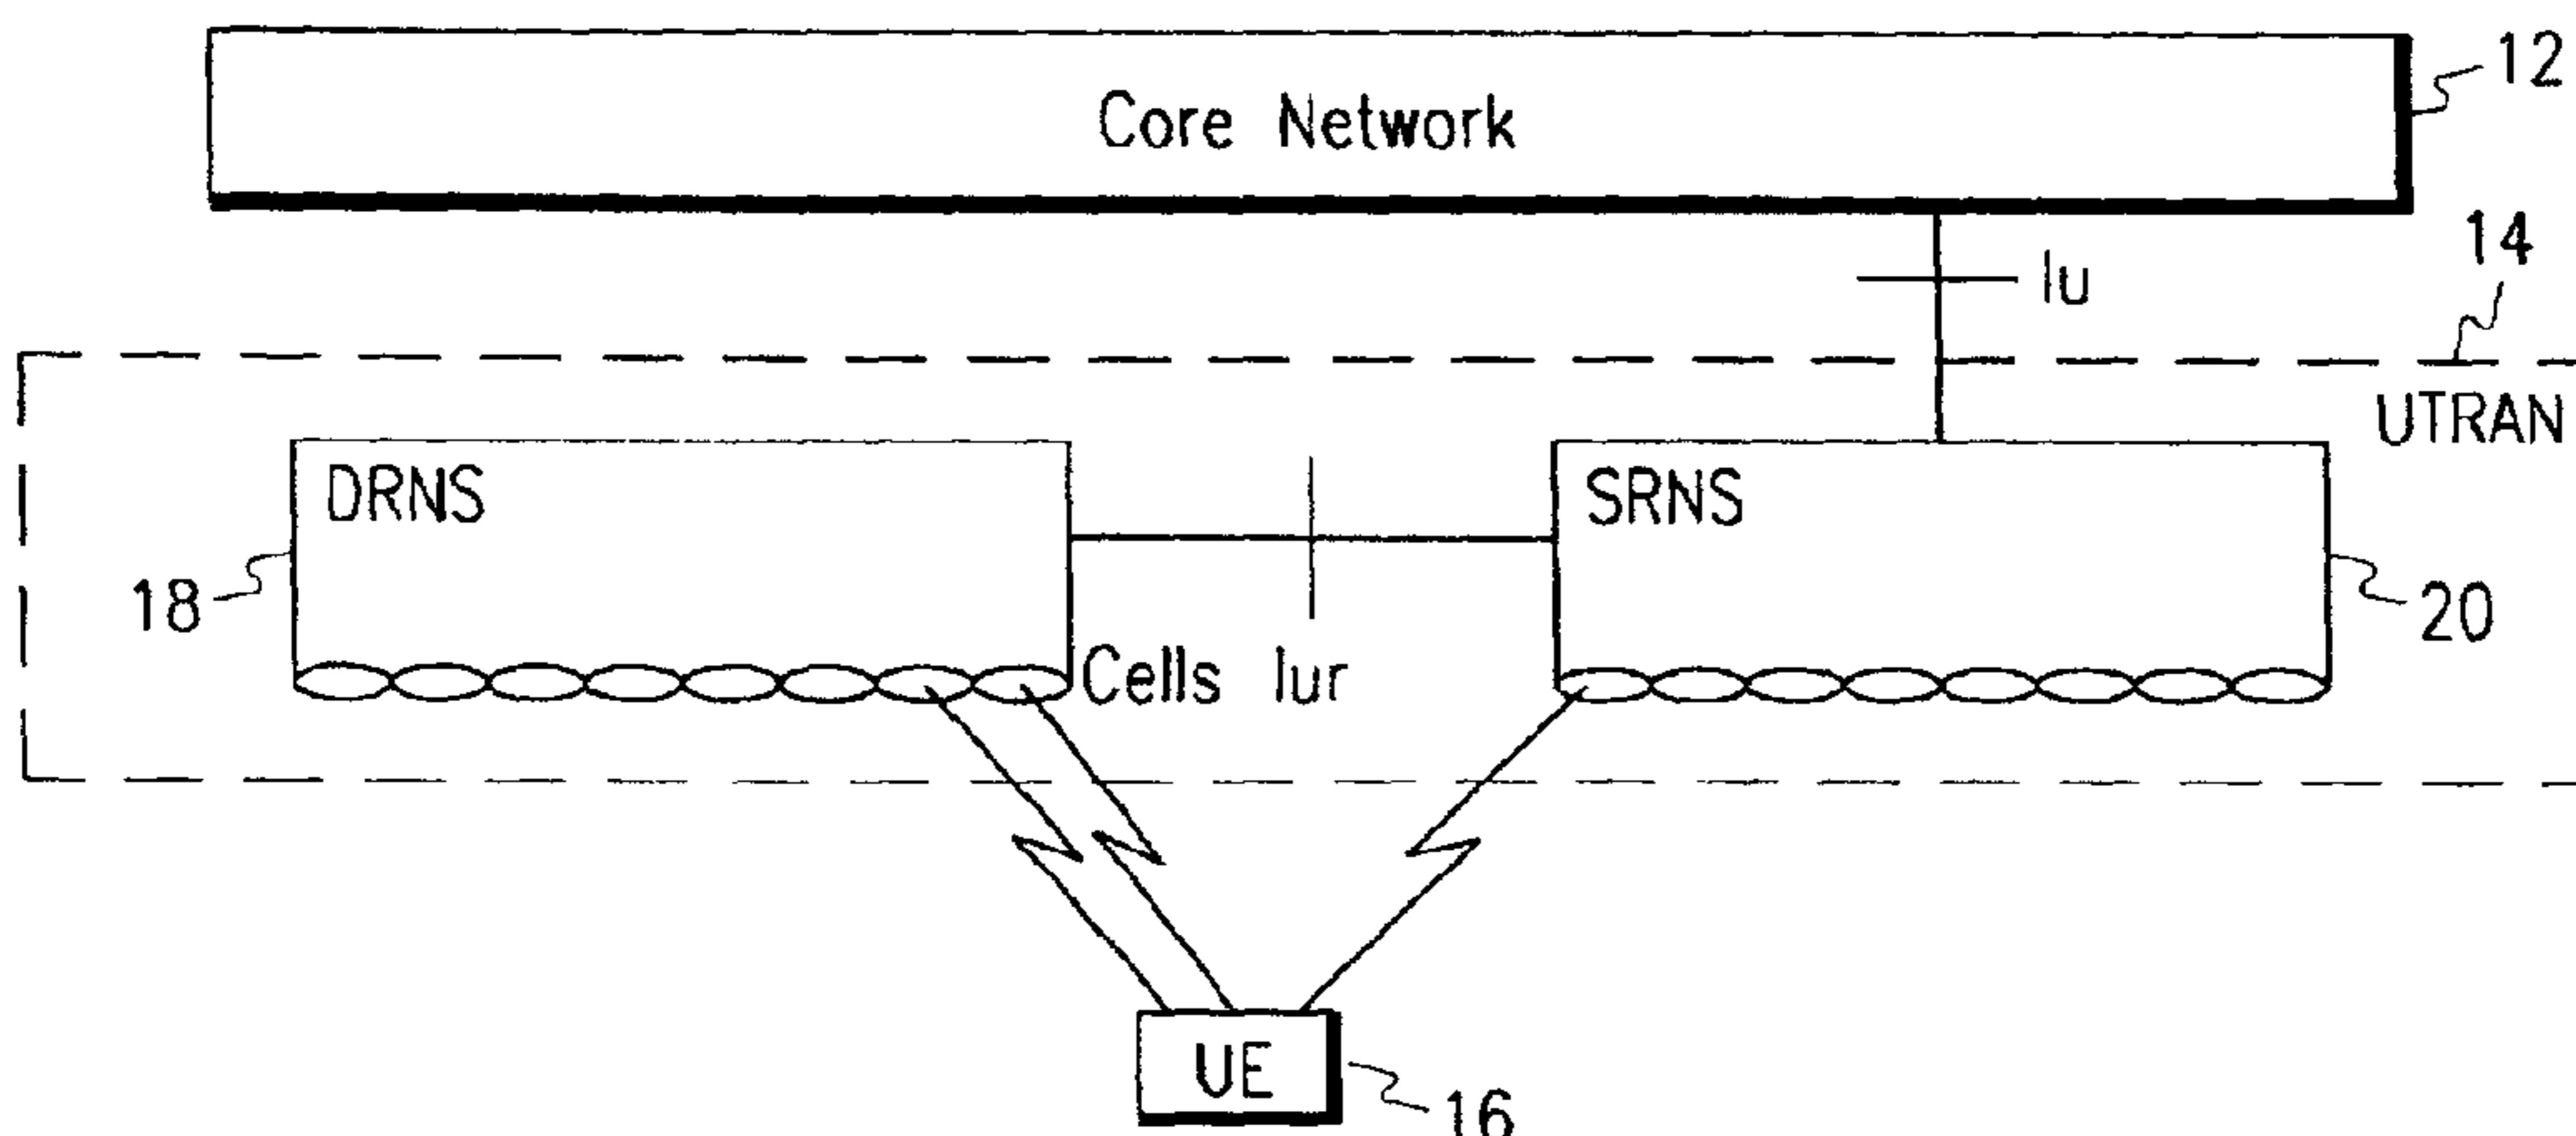 12
Core Network
14
Iu
UTRAN
DRNS
SRNS
18
20
Cells Iur
UE
16